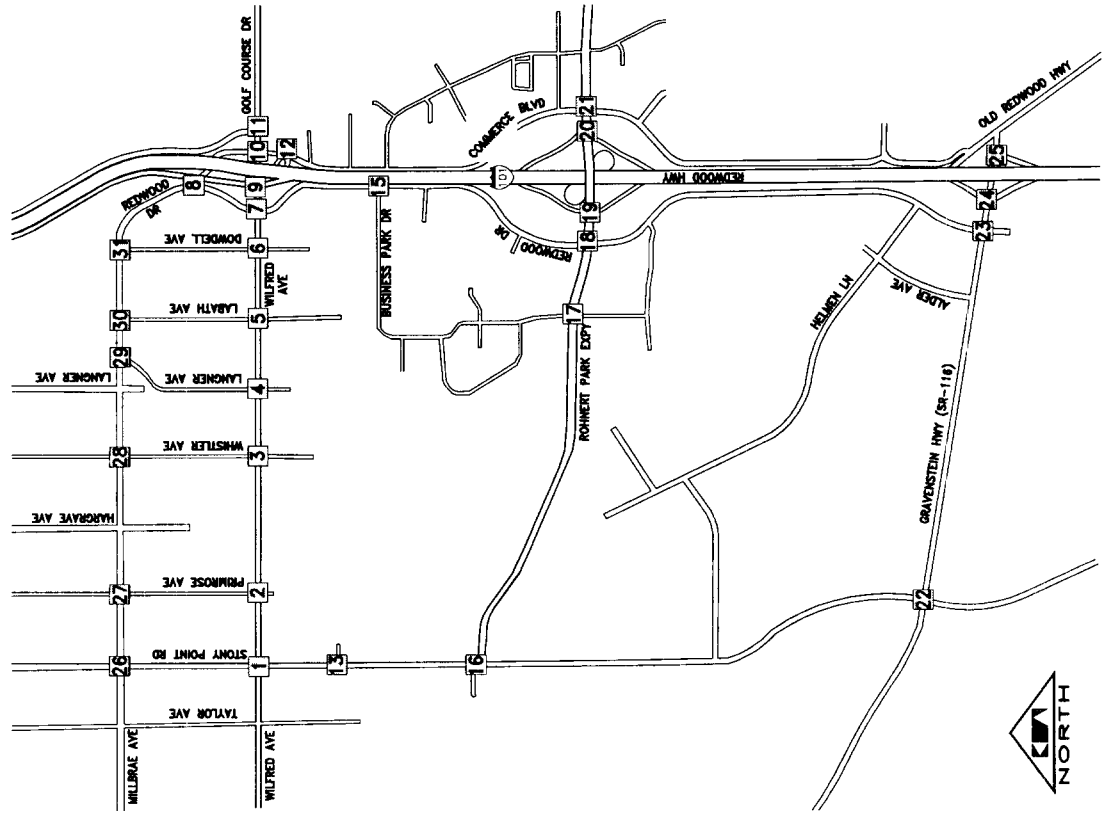 GOLF COURSE DR
11
10
12
REDWOOD DR
8
9
7
31
DOWDELL AVE
6
WILFRED AVE
30
LABATH AVE
5
29
LANGNER AVE
LANGNER AVE
4
28
WHISTLER AVE
3
HARGRAVE AVE
27
PRIMROSE AVE
2
26
STONY POINT RD
1
13
TAYLOR AVE
MILLBRAE AVE
WILFRED AVE
15
BUSINESS PARK DR
COMMERCE BLVD
21
20
101
REDWOOD HWY
19
18
REDWOOD DR
17
ROHNERT PARK EXPY
16
OLD REDWOOD HWY
25
24
23
HELMEN LN
ALDER AVE
GRAVENSTEIN HWY (SR-116)
22
NORTH